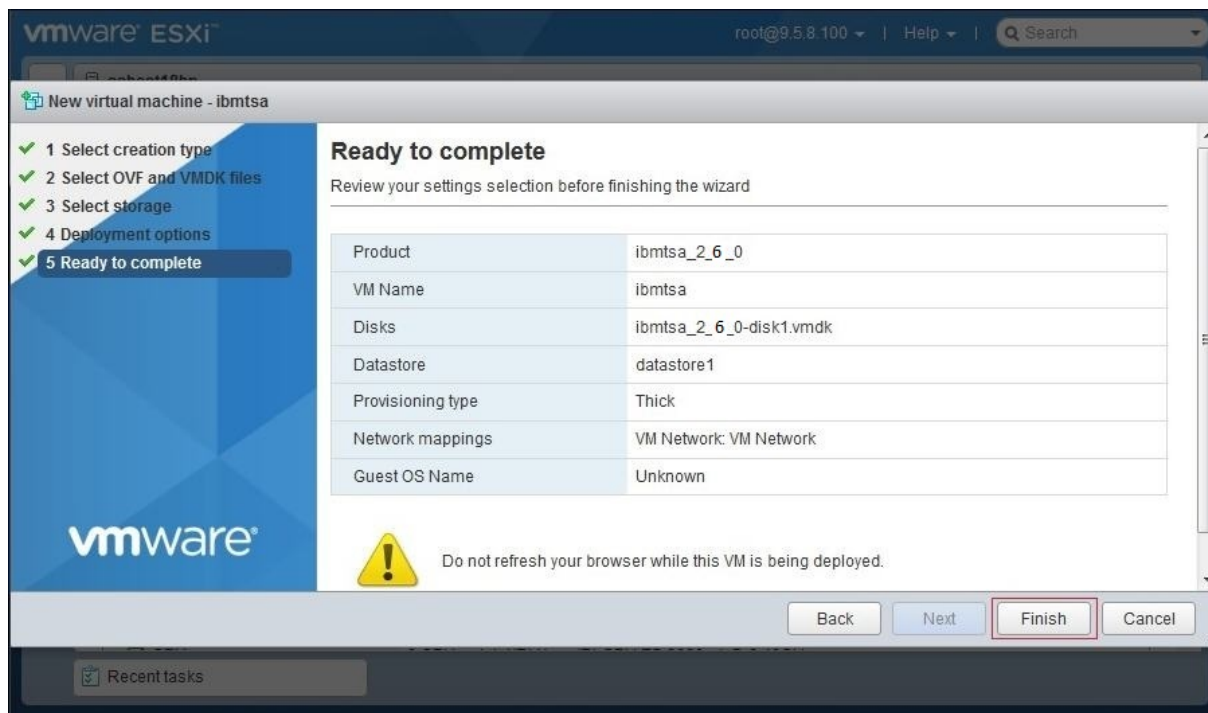 vmware ESXi™
root@9.5.8.100 | Help | Search
New virtual machine - ibmtsa
1 Select creation type
2 Select OVF and VMDK files
3 Select storage
4 Deployment options
5 Ready to complete
vmware®
Ready to complete
Review your settings selection before finishing the wizard
Product ibmtsa_2_6_0
VM Name ibmtsa
Disks ibmtsa_2_6_0-disk1.vmdk
Datastore datastore1
Provisioning type Thick
Network mappings VM Network: VM Network
Guest OS Name Unknown
Do not refresh your browser while this VM is being deployed.
Back Next Finish Cancel
Recent tasks